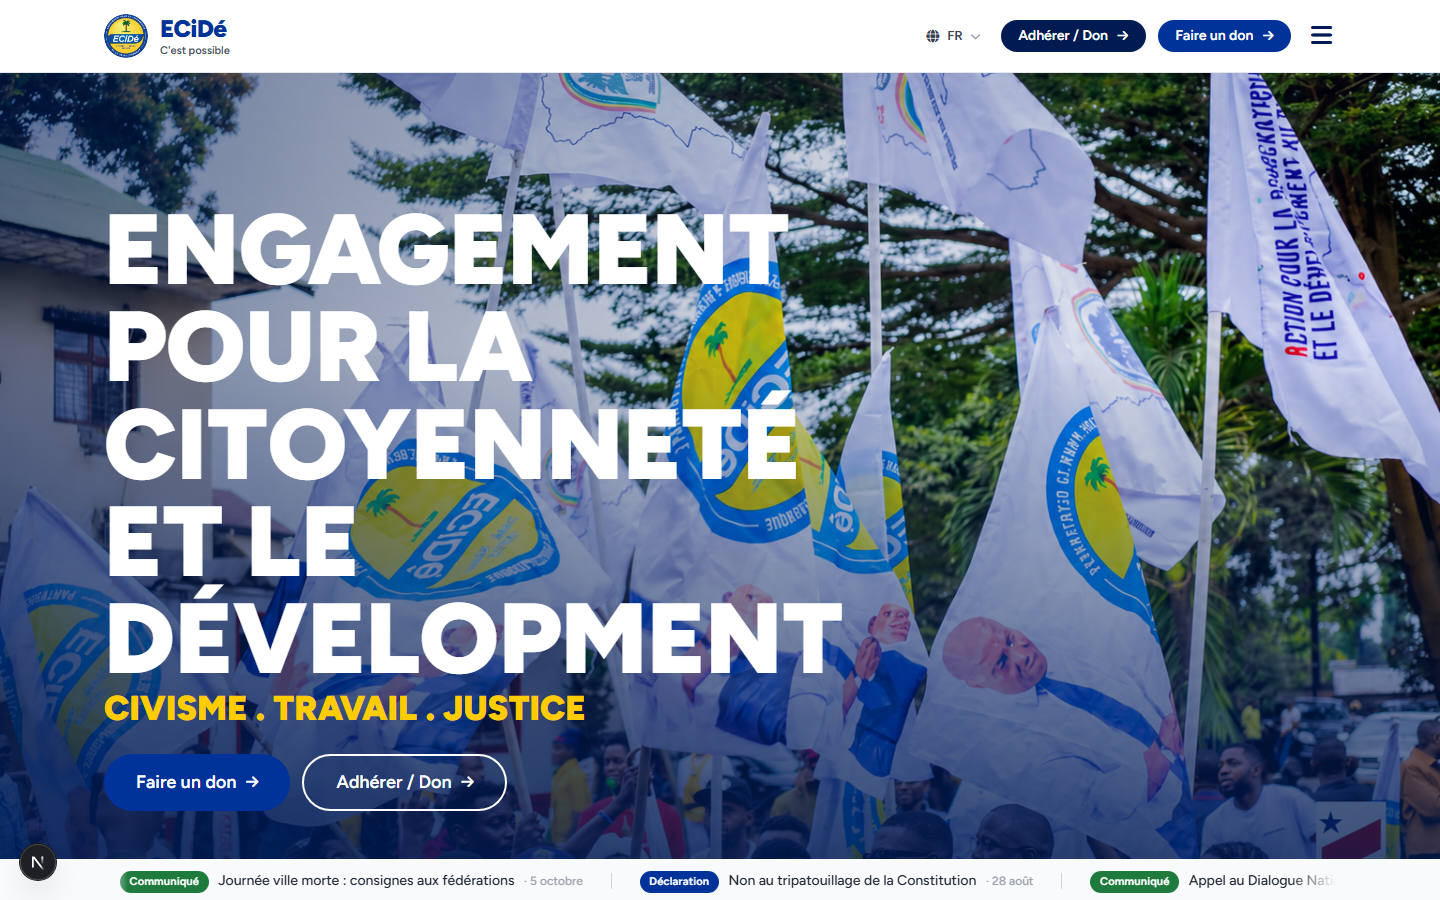 ECiDé
ECiDé
C'est possible
FR
Adhérer / Don
Faire un don
ENGAGEMENT
POUR LA
CITOYENNETÉ
ET LE
DÉVELOPMENT
CIVISME . TRAVAIL . JUSTICE
Faire un don
Adhérer / Don
ACTION POUR LA
ET LE
ECiDé
N
Communiqué Journée ville morte : consignes aux fédérations · 5 octobre
Déclaration Non au tripatouillage de la Constitution · 28 août
Communiqué Appel au Dialogue